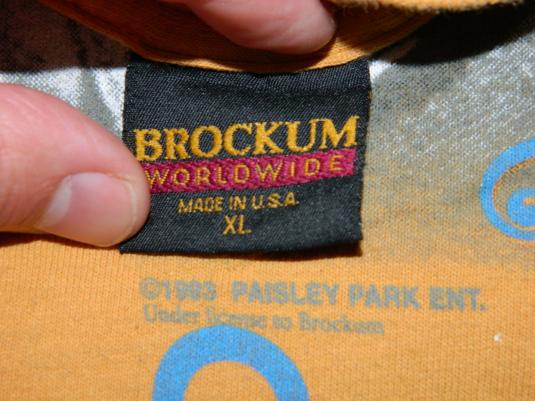 BROCKUM
WORLDWIDE
MADE IN U.S.A.
XL
©1993 PAISLEY PARK ENT.
Under license to Brockum